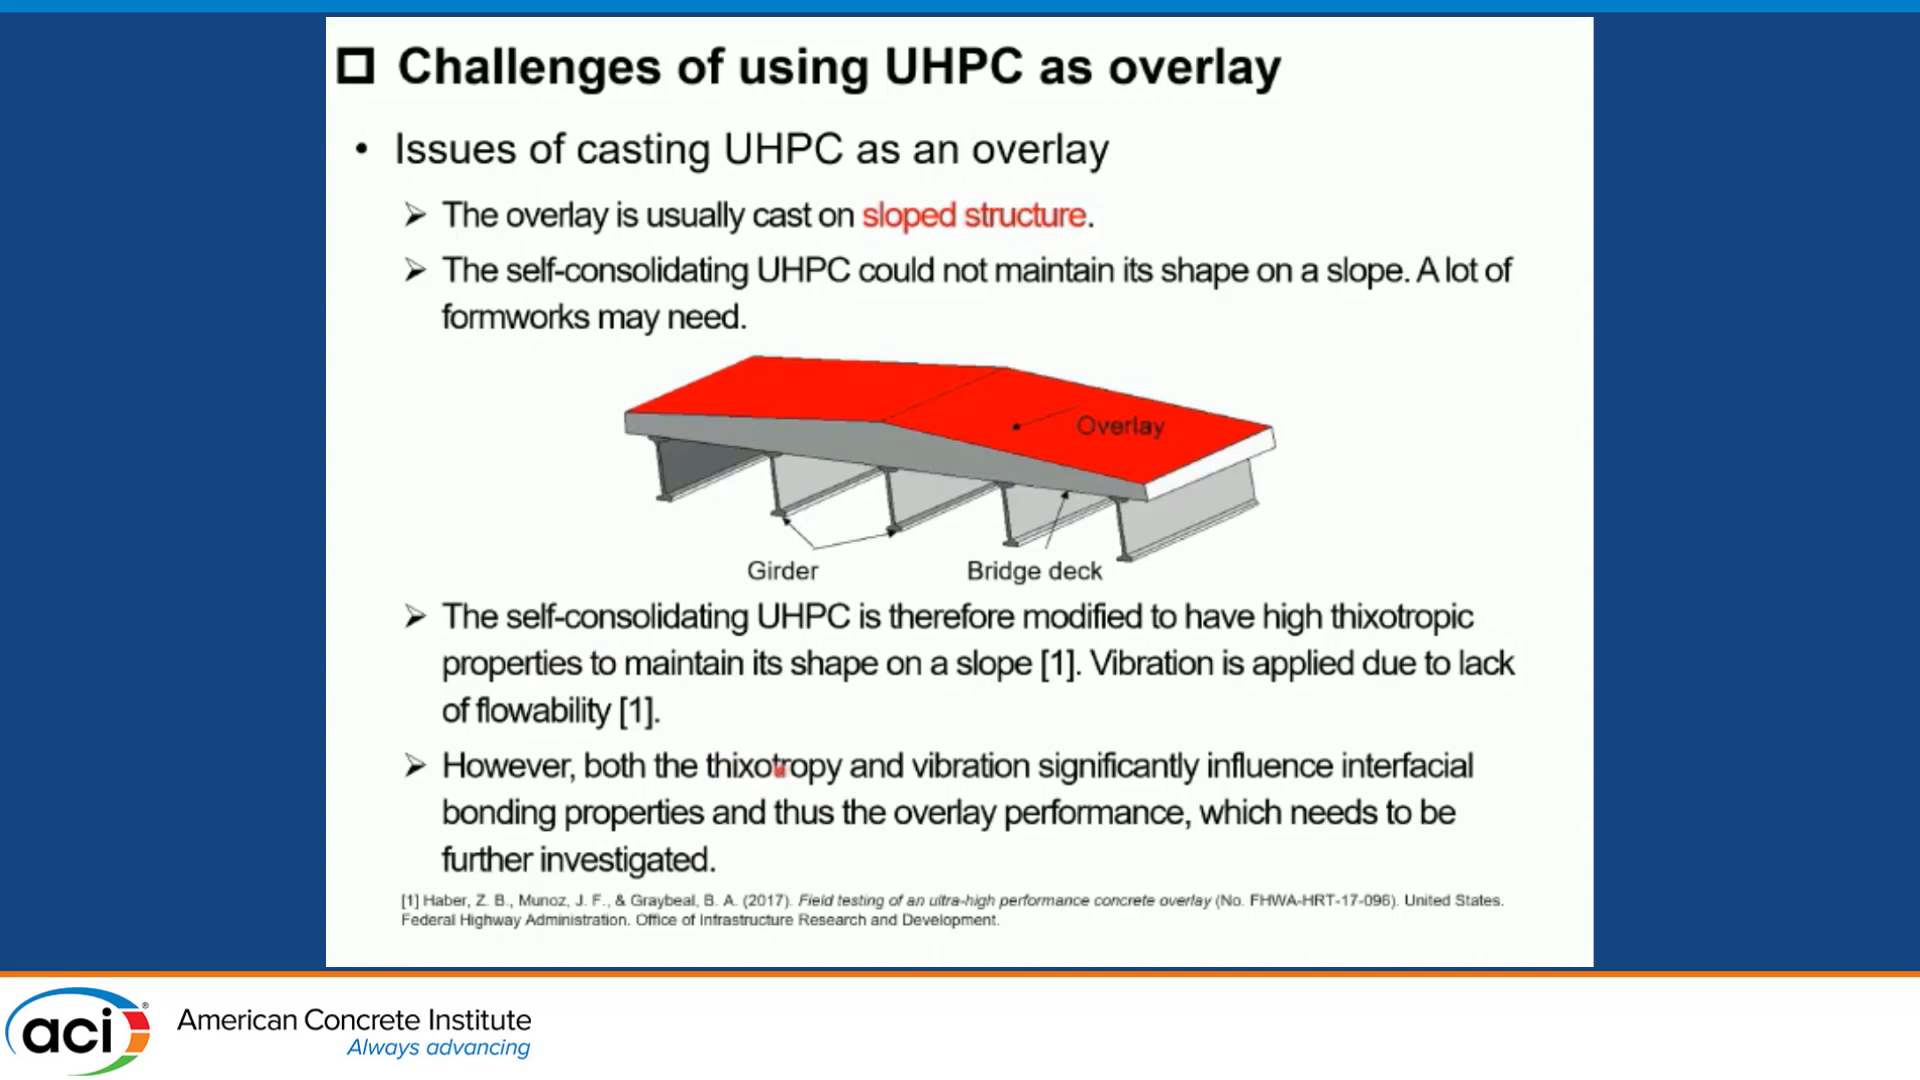 Challenges of using UHPC as overlay
• Issues of casting UHPC as an overlay
➢ The overlay is usually cast on sloped structure.
➢ The self-consolidating UHPC could not maintain its shape on a slope. A lot of
formworks may need.
Overlay
Girder
Bridge deck
➢ The self-consolidating UHPC is therefore modified to have high thixotropic
properties to maintain its shape on a slope [1]. Vibration is applied due to lack
of flowability [1].
➢ However, both the thixotropy and vibration significantly influence interfacial
bonding properties and thus the overlay performance, which needs to be
further investigated.
[1] Haber, Z. B., Munoz, J. F., & Graybeal, B. A. (2017). Field testing of an ultra-high performance concrete overlay (No. FHWA-HRT-17-096). United States.
Federal Highway Administration. Office of Infrastructure Research and Development.
aci®
American Concrete Institute
Always advancing